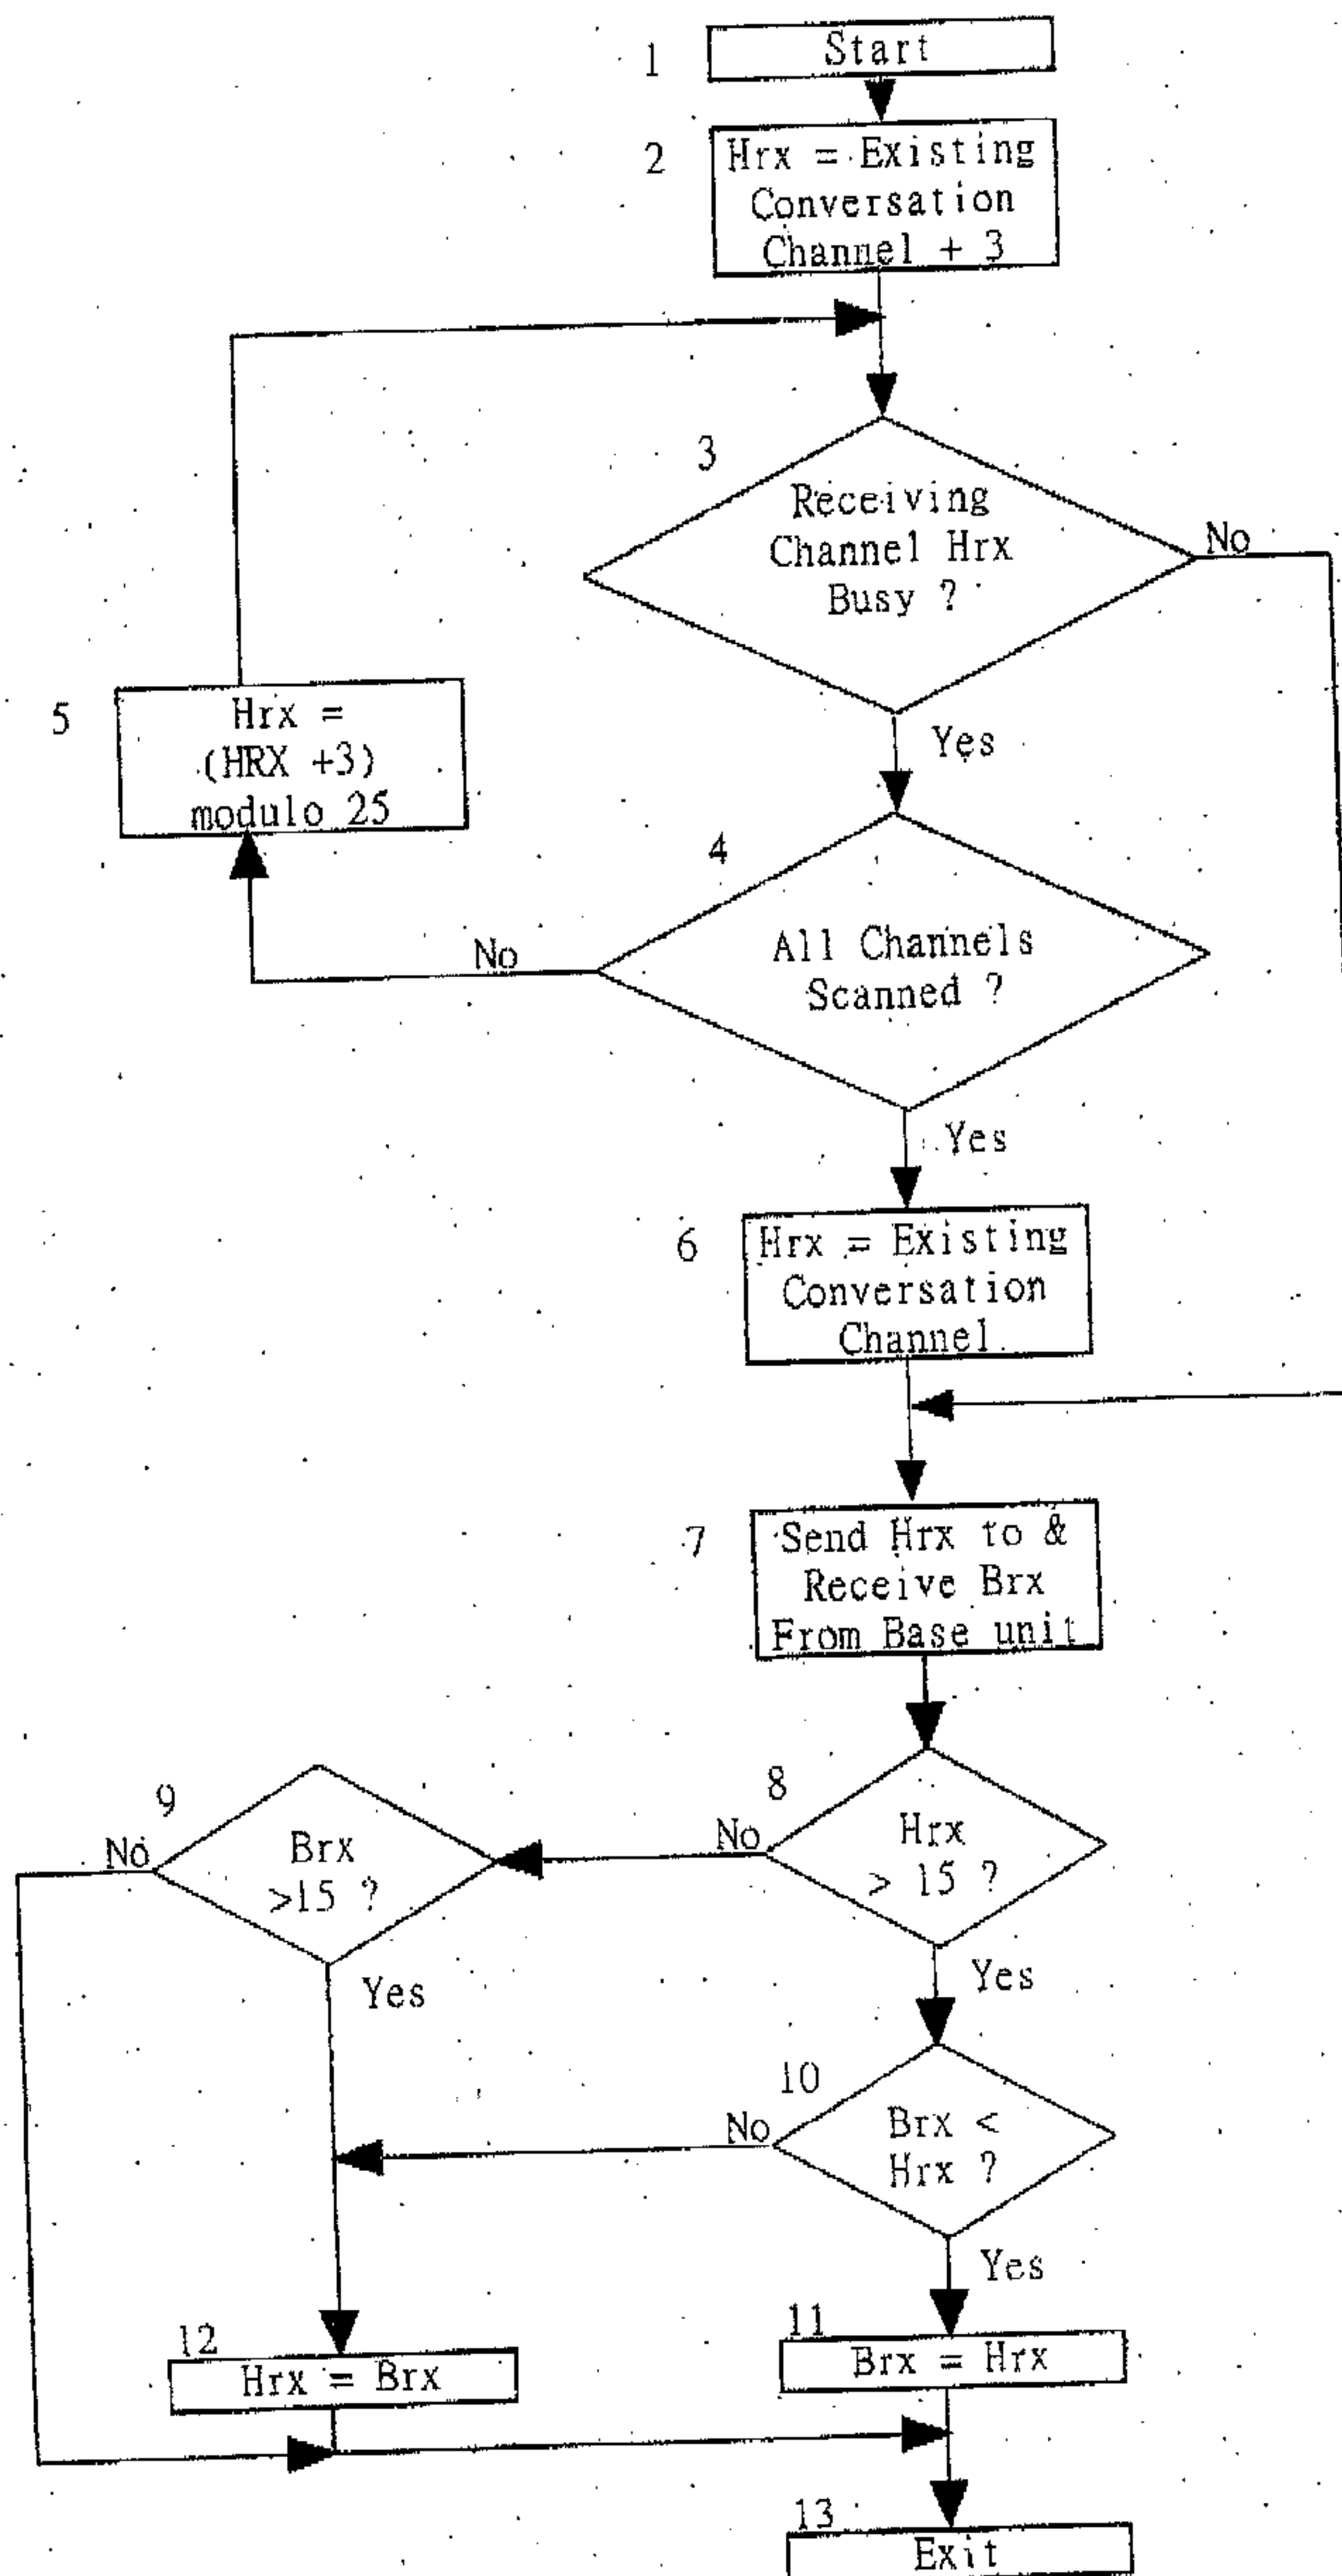 1
Start
2
Hrx = Existing
Conversation
Channel + 3
3
Receiving
Channel Hrx
Busy ?
No
Yes
5
Hrx =
(HRX +3)
modulo 25
4
All Channels
Scanned ?
No
Yes
6
Hrx = Existing
Conversation
Channel
7
Send Hrx to &
Receive Brx
From Base unit
8
Hrx
> 15 ?
No
Yes
9
Brx
>15 ?
No
Yes
10
Brx <
Hrx ?
No
Yes
12
Hrx = Brx
11
Brx = Hrx
13
Exit